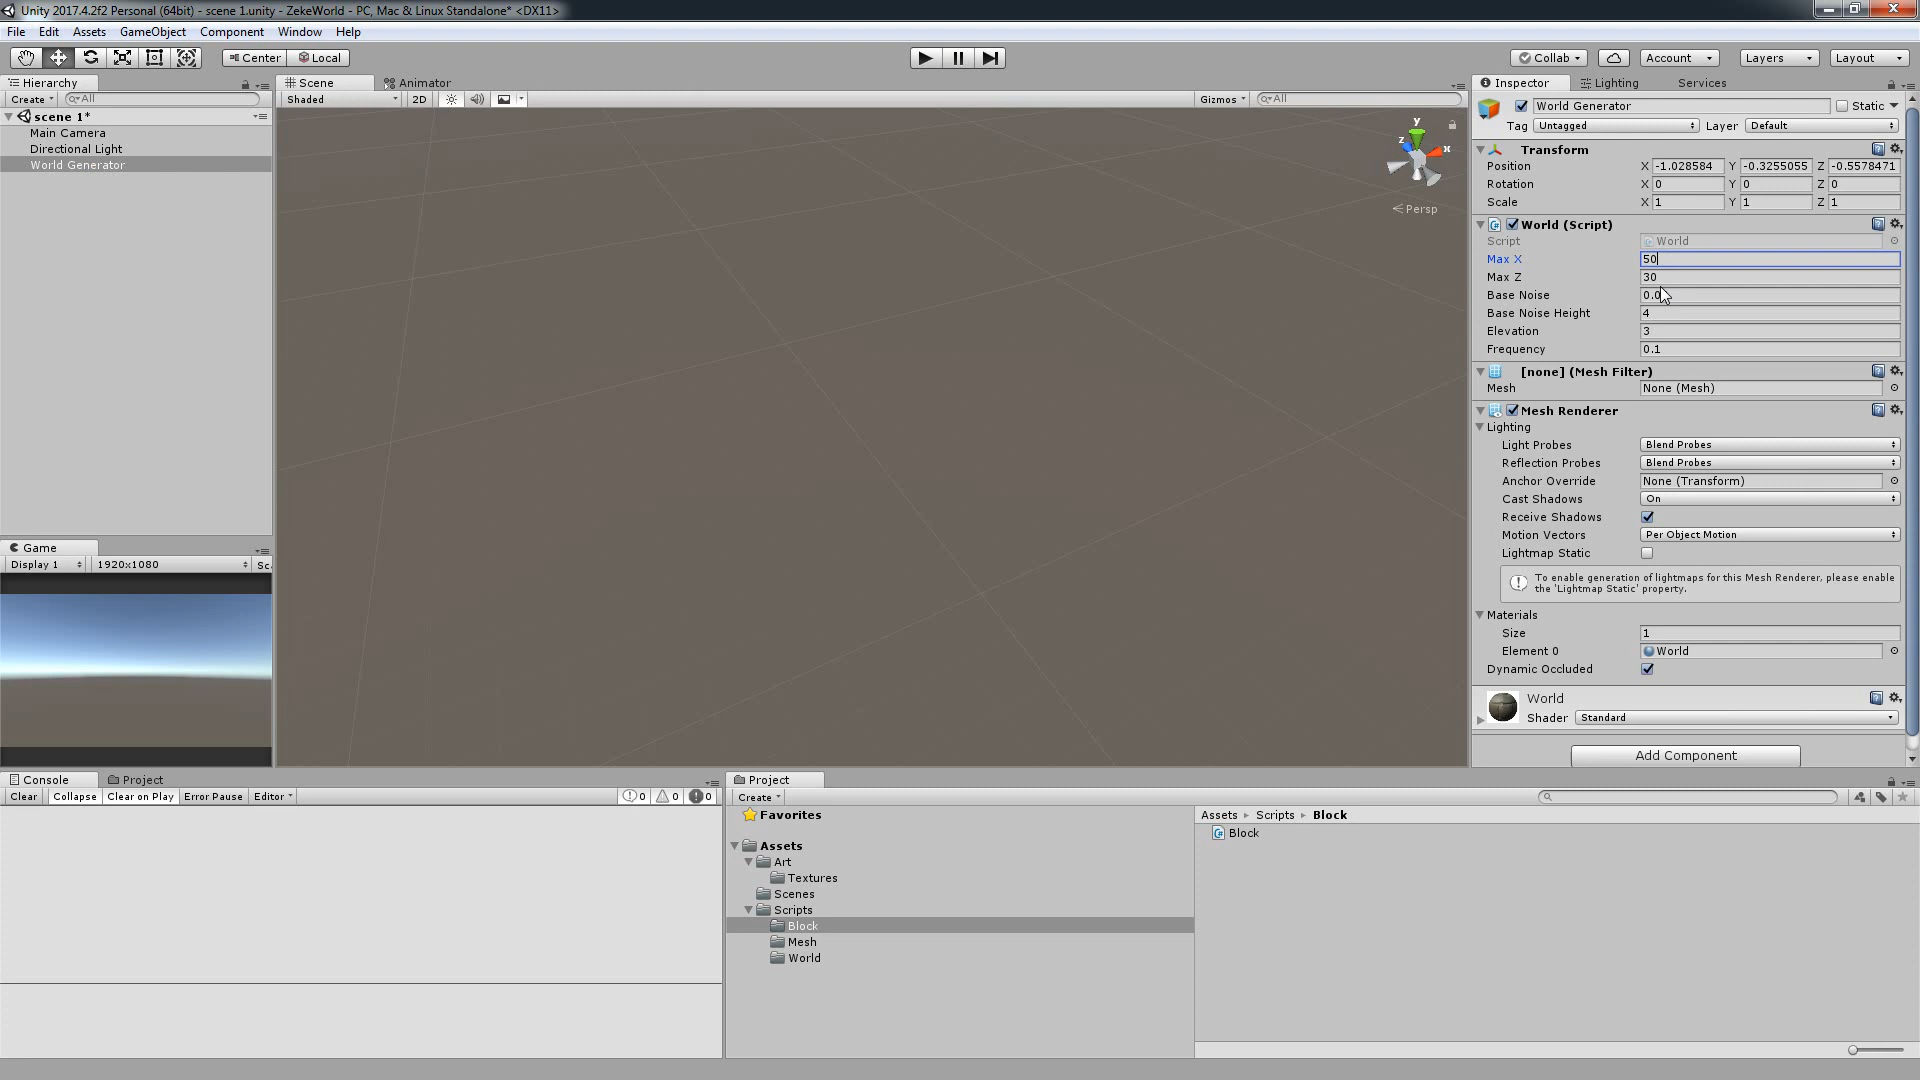 Unity 2017.4.2f2 Personal (64bit) - scene 1.unity - ZekeWorld - PC, Mac & Linux Standalone* <DX11>
File Edit Assets GameObject Component Window Help
Center Local Collab Account Layers Layout
Hierarchy
Create All
scene 1*
Main Camera
Directional Light
World Generator
Scene Animator
Shaded 2D Gizmos All
y
z x
Persp
Game
Display 1 1920x1080 Sc
Inspector Lighting Services
World Generator Static
Tag Untagged Layer Default
Transform
Position X -1.028584 Y -0.3255055 Z -0.5578471
Rotation X 0 Y 0 Z 0
Scale X 1 Y 1 Z 1
World (Script)
Script World
Max X 50
Max Z 30
Base Noise 0.0
Base Noise Height 4
Elevation 3
Frequency 0.1
[none] (Mesh Filter)
Mesh None (Mesh)
Mesh Renderer
Lighting
Light Probes Blend Probes
Reflection Probes Blend Probes
Anchor Override None (Transform)
Cast Shadows On
Receive Shadows
Motion Vectors Per Object Motion
Lightmap Static
To enable generation of lightmaps for this Mesh Renderer, please enable
the 'Lightmap Static' property.
Materials
Size 1
Element 0 World
Dynamic Occluded
World
Shader Standard
Add Component
Console Project
Clear Collapse Clear on Play Error Pause Editor 0 0 0
Project
Create
Favorites
Assets
Art
Textures
Scenes
Scripts
Block
Mesh
World
Assets Scripts Block
Block